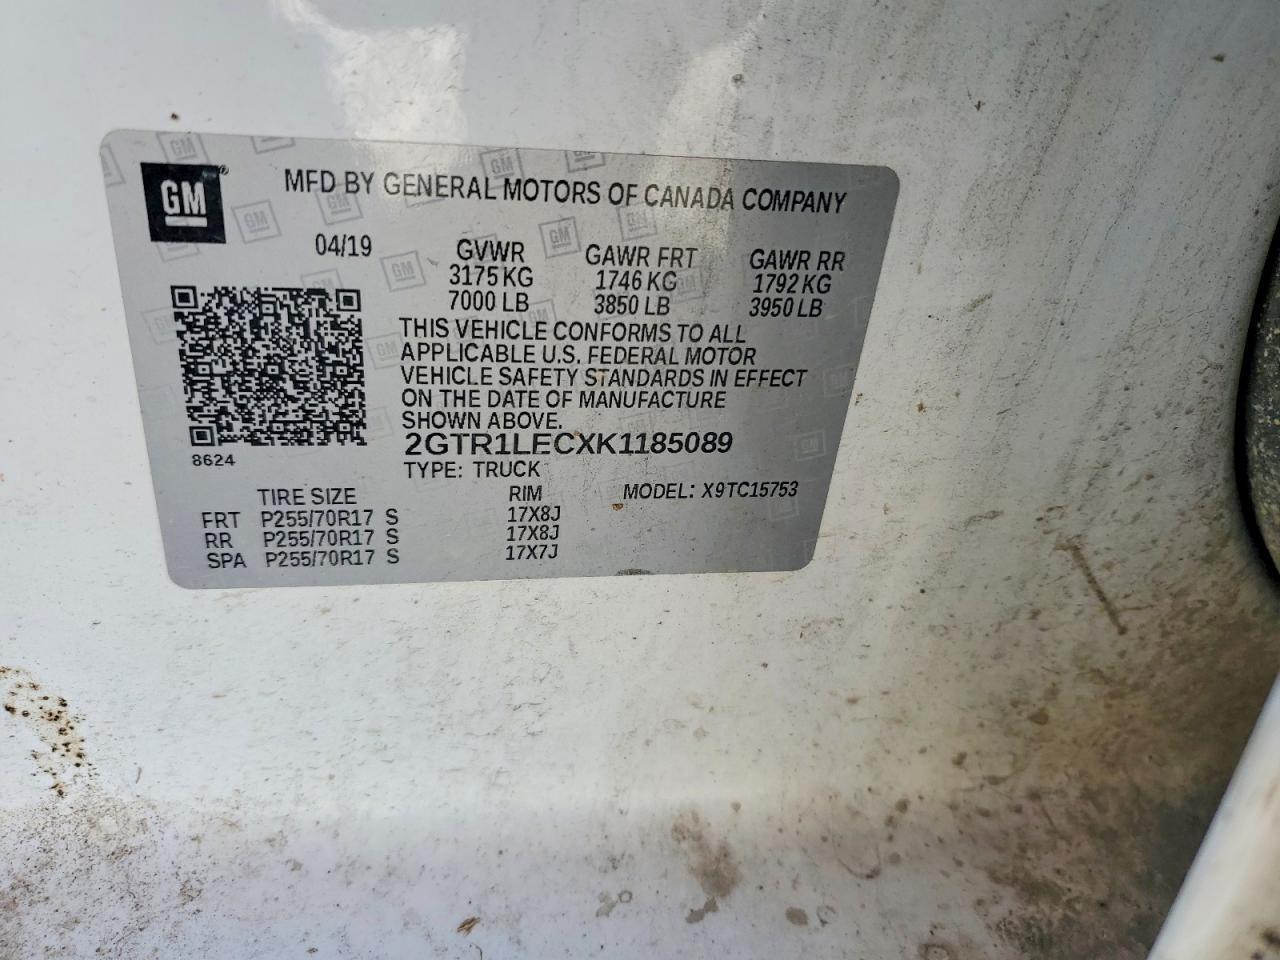 GM
MFD BY GENERAL MOTORS OF CANADA COMPANY
04/19 GVWR GAWR FRT GAWR RR
3175 KG 1746 KG 1792 KG
7000 LB 3850 LB 3950 LB
THIS VEHICLE CONFORMS TO ALL
APPLICABLE U.S. FEDERAL MOTOR
VEHICLE SAFETY STANDARDS IN EFFECT
ON THE DATE OF MANUFACTURE
SHOWN ABOVE.
2GTR1LECXK1185089
8624
TYPE: TRUCK
TIRE SIZE RIM MODEL: X9TC15753
FRT P255/70R17 S 17X8J
RR P255/70R17 S 17X8J
SPA P255/70R17 S 17X7J